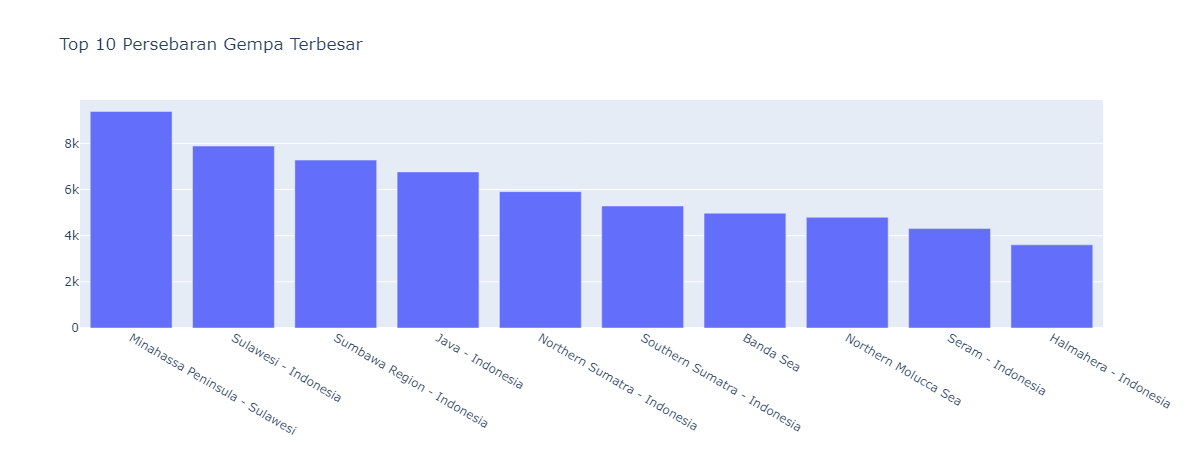 Top 10 Persebaran Gempa Terbesar
8k
6k
4k
2k
0
Minahassa Peninsula - Sulawesi
Sulawesi - Indonesia
Sumbawa Region - Indonesia
Java - Indonesia
Northern Sumatra - Indonesia
Southern Sumatra - Indonesia
Banda Sea
Northern Molucca Sea
Seram - Indonesia
Halmahera - Indonesia